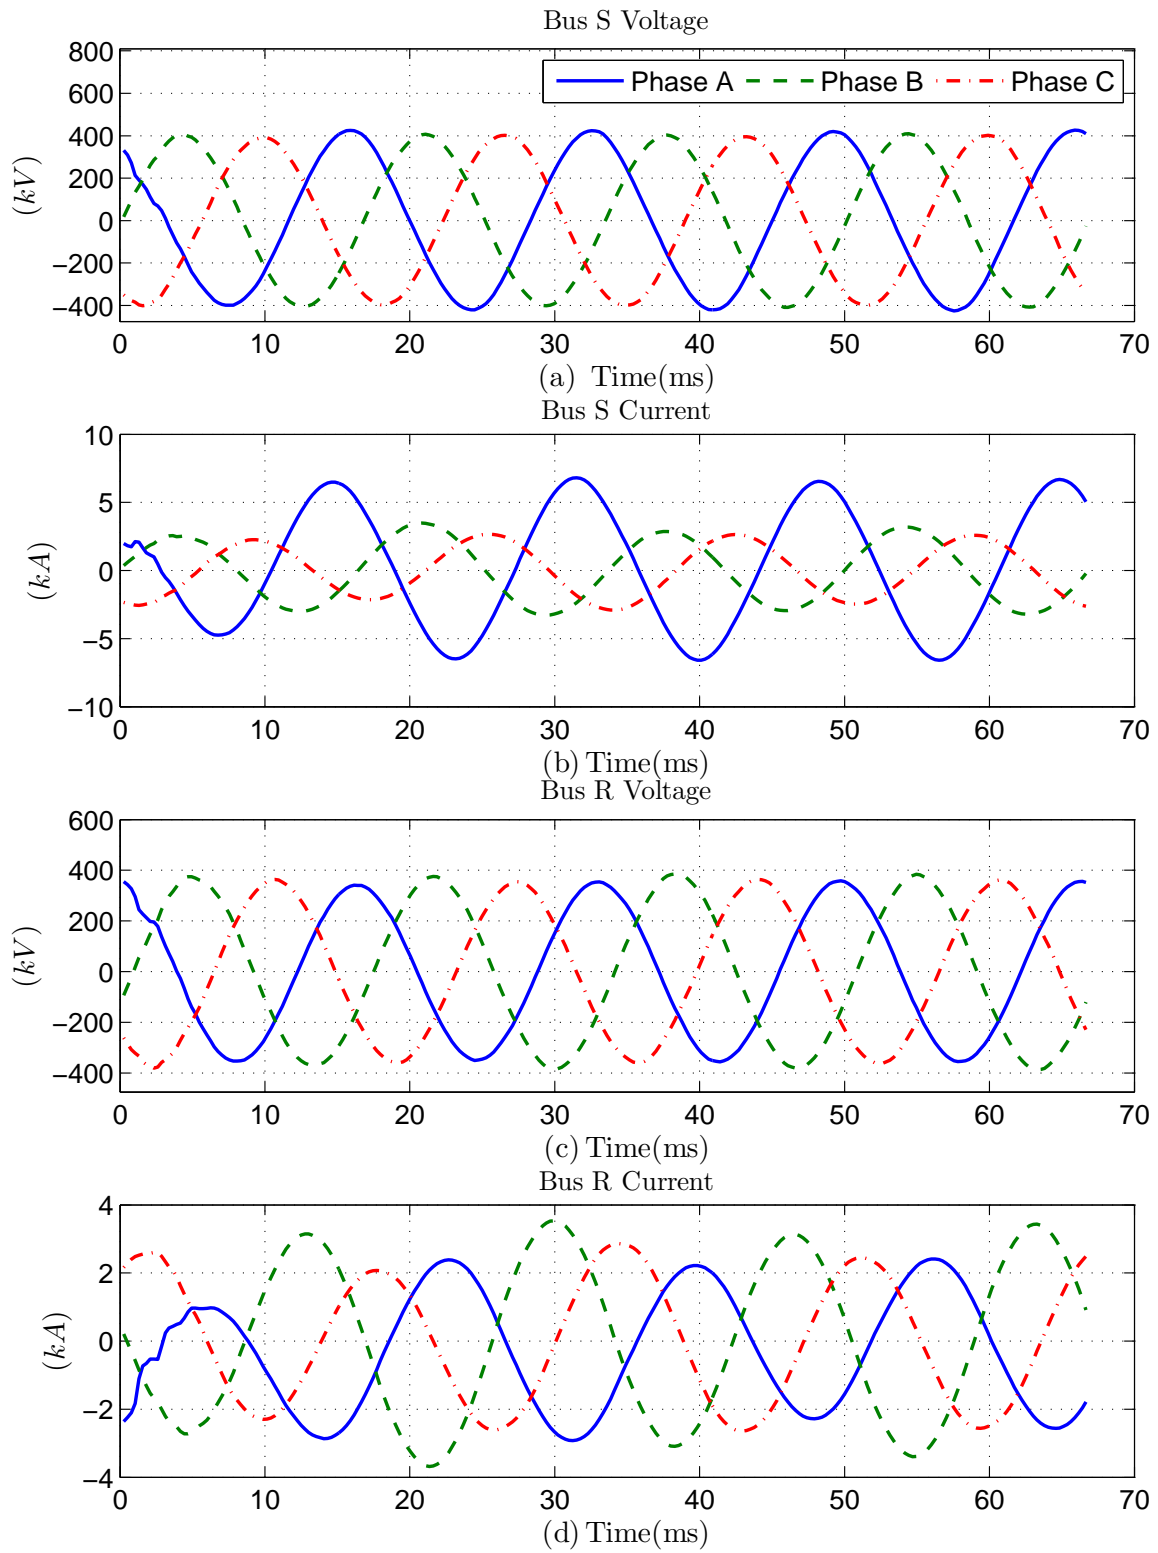 Bus S Voltage
800
600
400
200
0
−200
−400
(kV)
Phase A Phase B Phase C
0 10 20 30 40 50 60 70
(a) Time(ms)
Bus S Current
10
5
0
−5
−10
(kA)
0 10 20 30 40 50 60 70
(b) Time(ms)
Bus R Voltage
600
400
200
0
−200
−400
(kV)
0 10 20 30 40 50 60 70
(c) Time(ms)
Bus R Current
4
2
0
−2
−4
(kA)
0 10 20 30 40 50 60 70
(d) Time(ms)